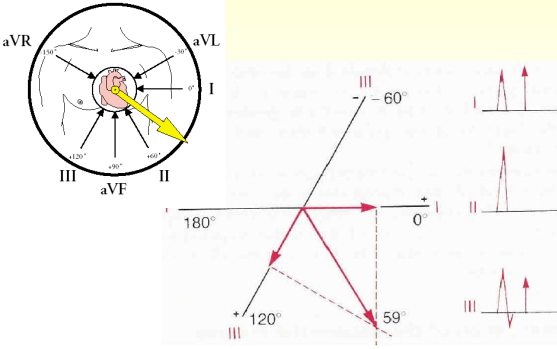 aVR
aVL
-150°
-30°
0°
I
+120°
+60°
+90°
III
II
aVF
III
- -60°
I
+
I
180°
0°
II
59°
+ 120°
III
III